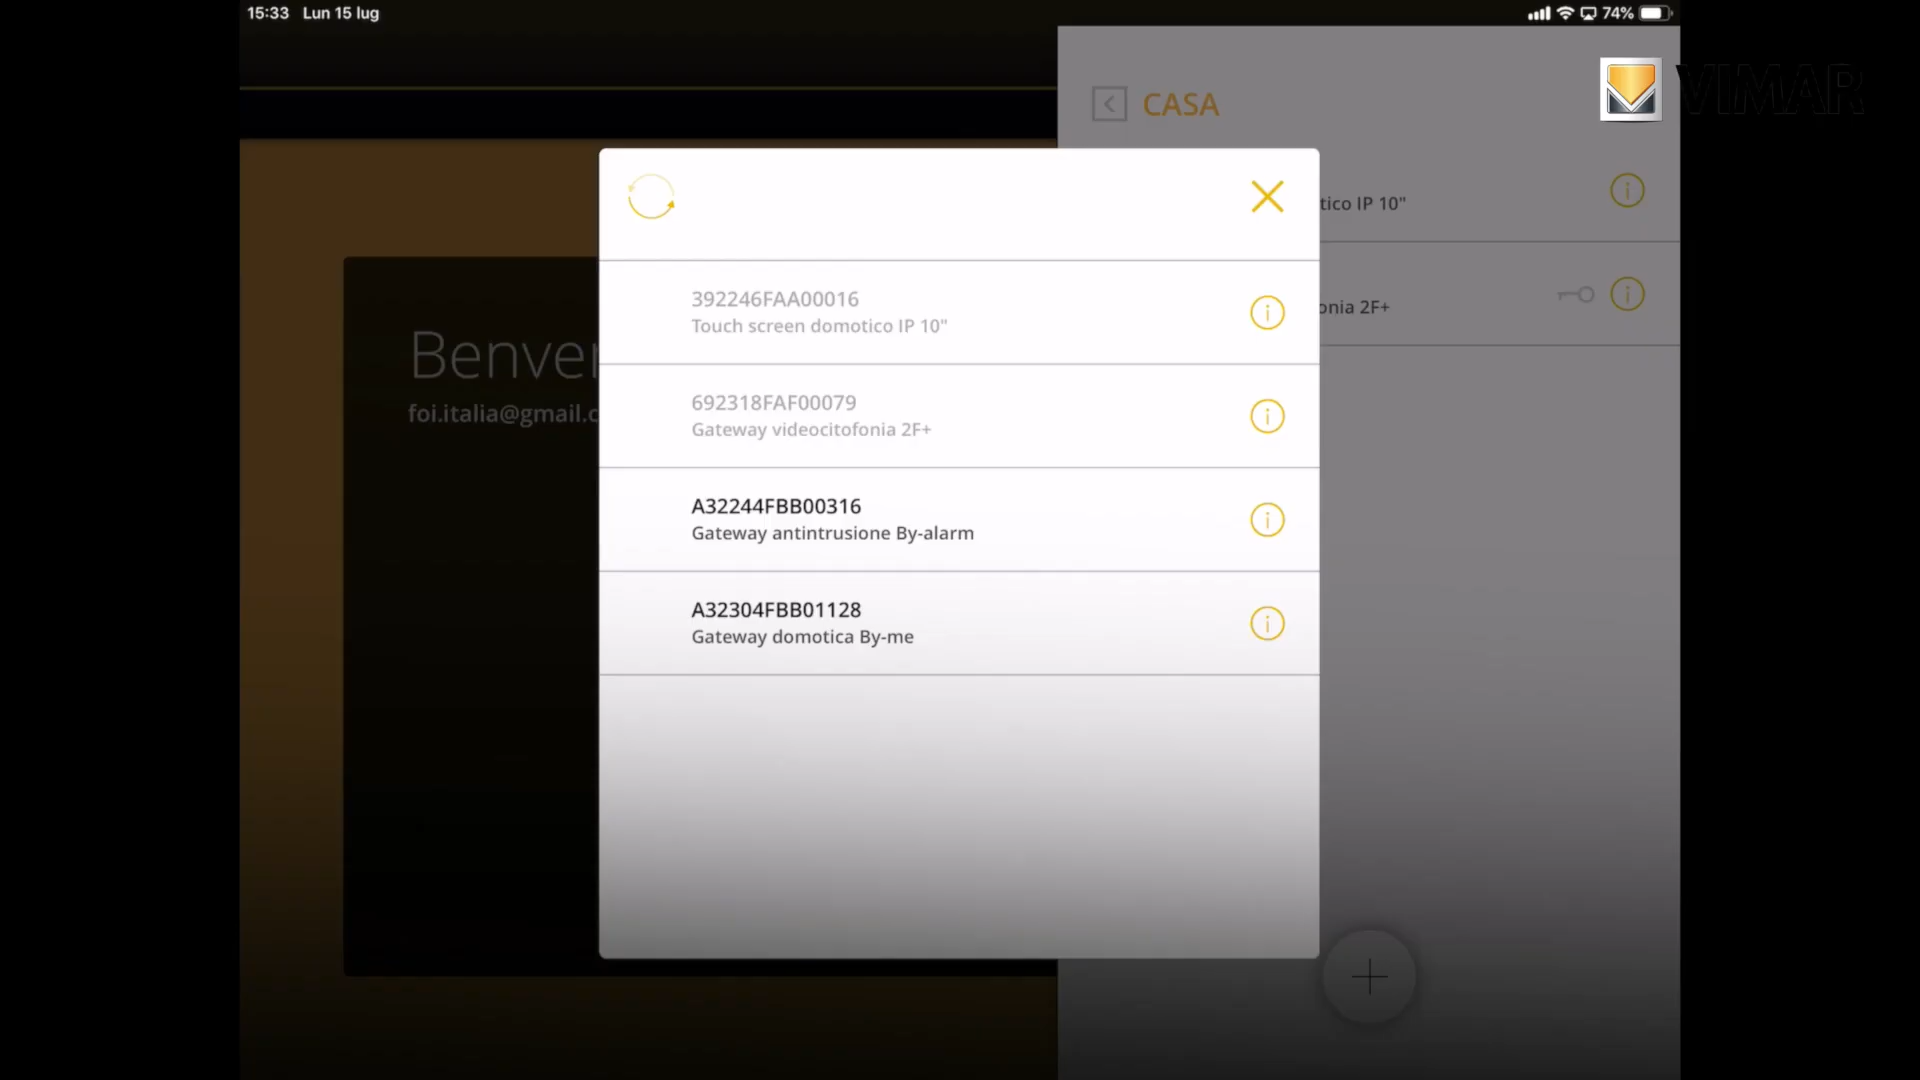 15:33 Lun 15 lug
74%
CASA
VIMAR
tico IP 10"
onia 2F+
Benver
foi.italia@gmail.c
392246FAA00016
Touch screen domotico IP 10"
692318FAF00079
Gateway videocitofonia 2F+
A32244FBB00316
Gateway antintrusione By-alarm
A32304FBB01128
Gateway domotica By-me